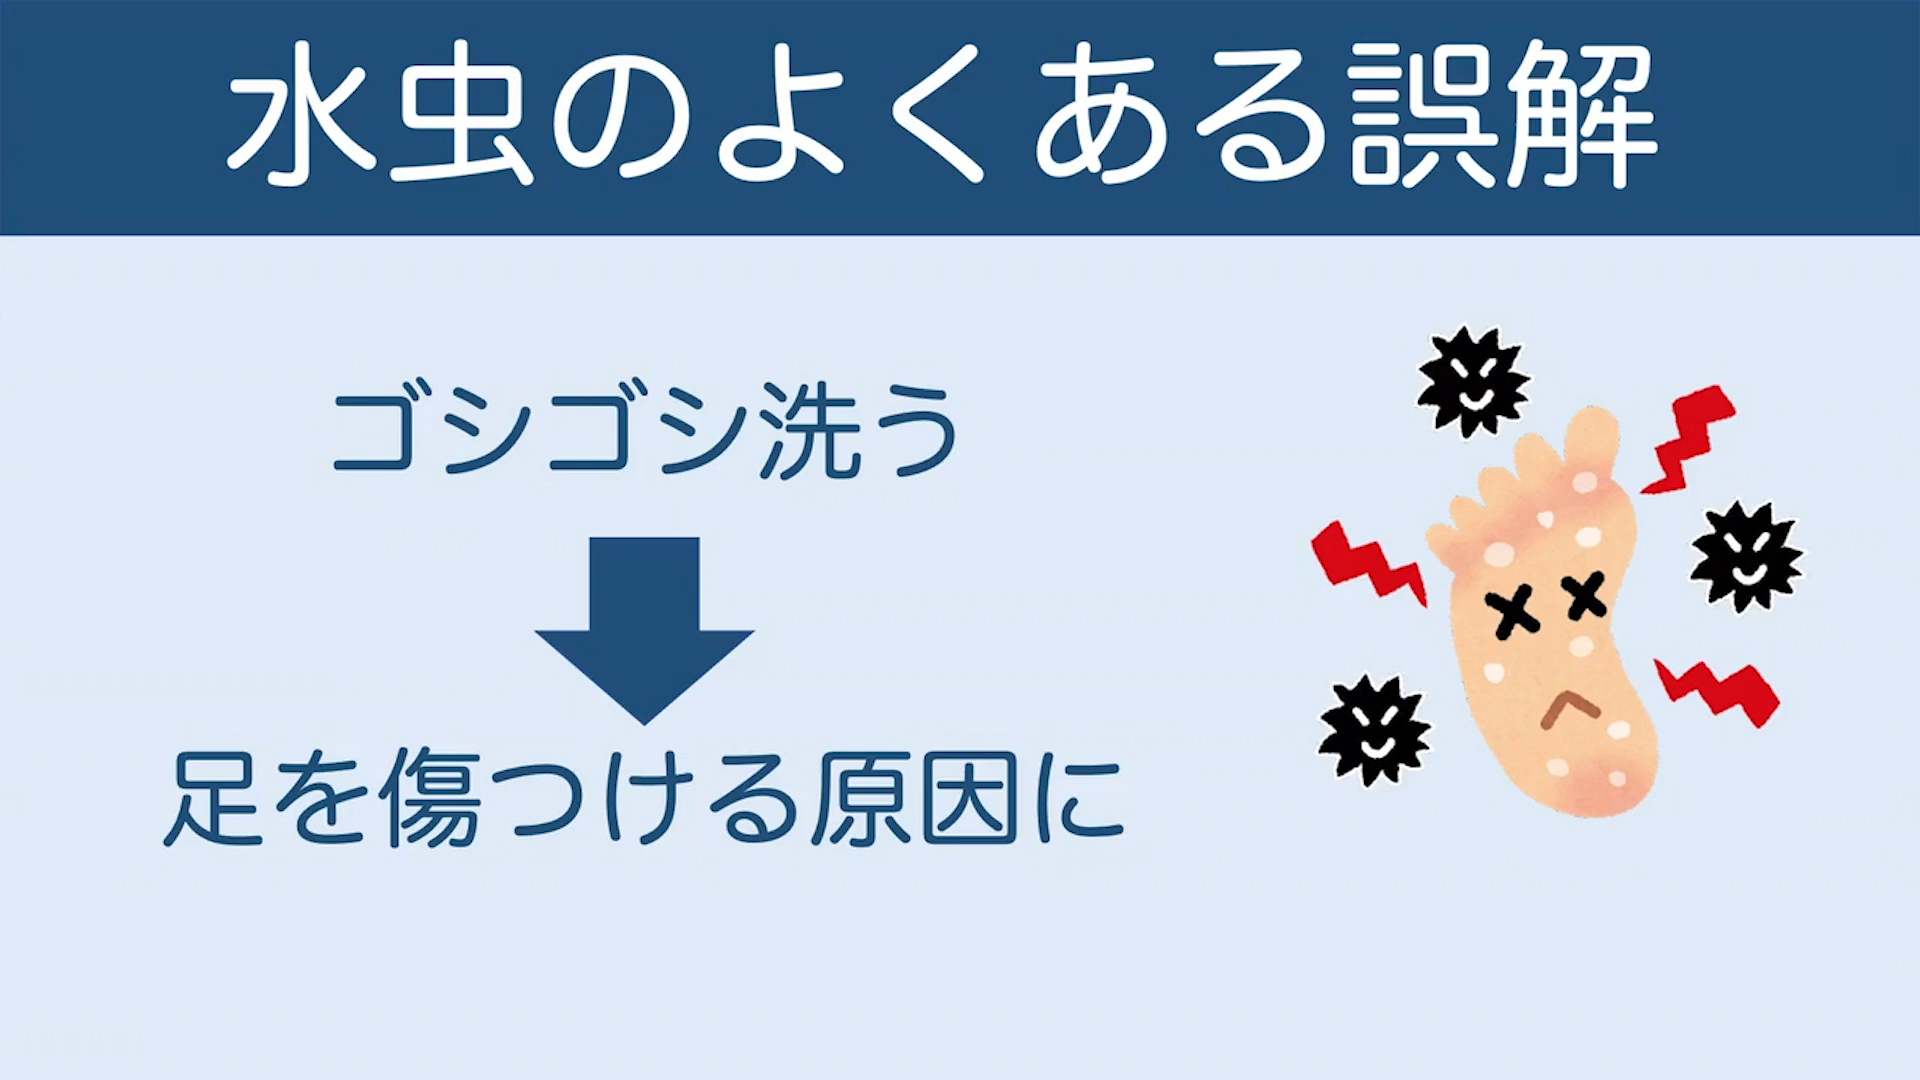 水虫のよくある誤解
ゴシゴシ洗う
足を傷つける原因に